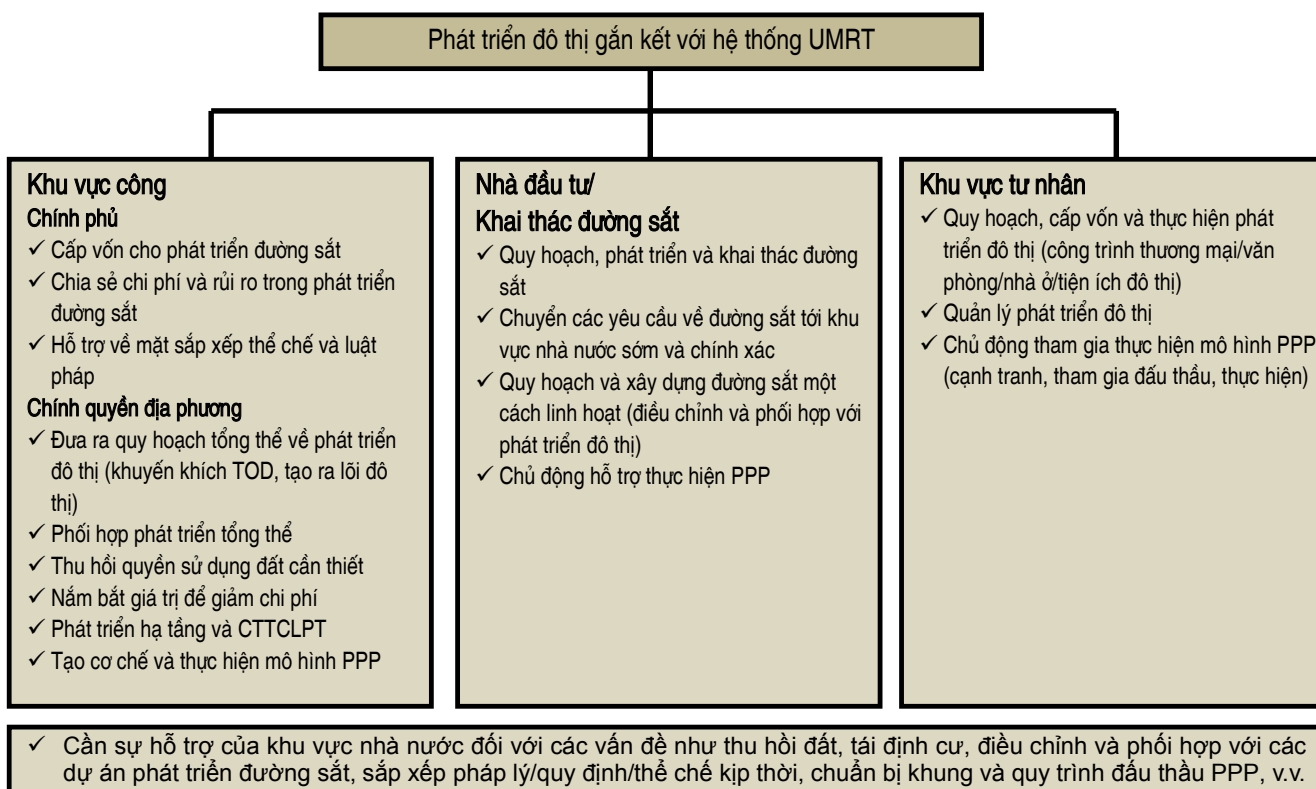 Phát triển đô thị gắn kết với hệ thống UMRT
Khu vực công
Chính phủ
✓ Cấp vốn cho phát triển đường sắt
✓ Chia sẻ chi phí và rủi ro trong phát triển
đường sắt
✓ Hỗ trợ về mặt sắp xếp thể chế và luật
pháp
Chính quyền địa phương
✓ Đưa ra quy hoạch tổng thể về phát triển
đô thị (khuyến khích TOD, tạo ra lõi đô
thị)
✓ Phối hợp phát triển tổng thể
✓ Thu hồi quyền sử dụng đất cần thiết
✓ Nắm bắt giá trị để giảm chi phí
✓ Phát triển hạ tầng và CTTCLPT
✓ Tạo cơ chế và thực hiện mô hình PPP
Nhà đầu tư/
Khai thác đường sắt
✓ Quy hoạch, phát triển và khai thác đường
sắt
✓ Chuyển các yêu cầu về đường sắt tới khu
vực nhà nước sớm và chính xác
✓ Quy hoạch và xây dựng đường sắt một
cách linh hoạt (điều chỉnh và phối hợp với
phát triển đô thị)
✓ Chủ động hỗ trợ thực hiện PPP
Khu vực tư nhân
✓ Quy hoạch, cấp vốn và thực hiện phát
triển đô thị (công trình thương mại/văn
phòng/nhà ở/tiện ích đô thị)
✓ Quản lý phát triển đô thị
✓ Chủ động tham gia thực hiện mô hình PPP
(cạnh tranh, tham gia đấu thầu, thực hiện)
✓ Cần sự hỗ trợ của khu vực nhà nước đối với các vấn đề như thu hồi đất, tái định cư, điều chỉnh và phối hợp với các
dự án phát triển đường sắt, sắp xếp pháp lý/quy định/thể chế kịp thời, chuẩn bị khung và quy trình đấu thầu PPP, v.v.